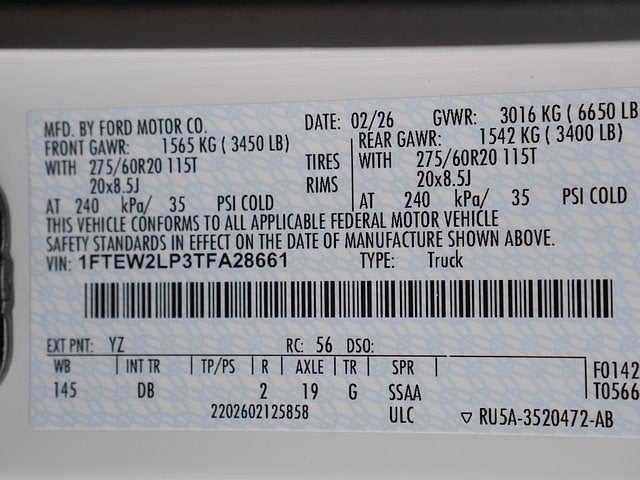 MFD. BY FORD MOTOR CO. DATE: 02/26 GVWR: 3016 KG ( 6650 LB
FRONT GAWR: 1565 KG ( 3450 LB) REAR GAWR: 1542 KG ( 3400 LB)
WITH 275/60R20 115T TIRES WITH 275/60R20 115T
20x8.5J RIMS 20x8.5J
AT 240 kPa/ 35 PSI COLD AT 240 kPa/ 35 PSI COLD
THIS VEHICLE CONFORMS TO ALL APPLICABLE FEDERAL MOTOR VEHICLE
SAFETY STANDARDS IN EFFECT ON THE DATE OF MANUFACTURE SHOWN ABOVE.
VIN: 1FTEW2LP3TFA28661 TYPE: Truck
EXT PNT: YZ RC: 56 DSO:
WB INT TR TP/PS R AXLE TR SPR F0142
145 DB 2 19 G SSAA T0566
2202602125858 ULC ▽ RU5A-3520472-AB